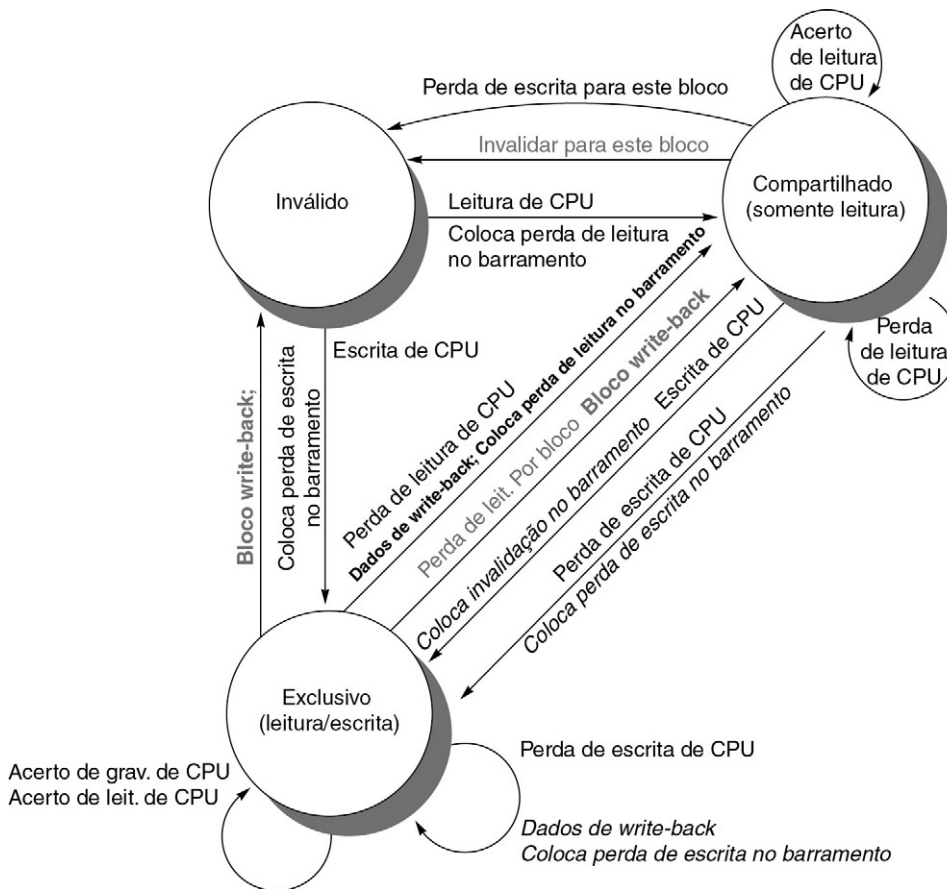 Acerto
de leitura
de CPU
Perda de escrita para este bloco
Invalidar para este bloco
Inválido
Compartilhado
(somente leitura)
Leitura de CPU
Coloca perda de leitura
no barramento
Perda
de leitura
de CPU
Escrita de CPU
Coloca perda de escrita
no barramento
Bloco write-back;
Perda de leitura de CPU
Dados de write-back; Coloca perda de leitura no barramento
Perda de leit. Por bloco Bloco write-back
Coloca invalidação no barramento Escrita de CPU
Perda de escrita de CPU
Coloca perda de escrita no barramento
Exclusivo
(leitura/escrita)
Acerto de grav. de CPU
Acerto de leit. de CPU
Perda de escrita de CPU
Dados de write-back
Coloca perda de escrita no barramento